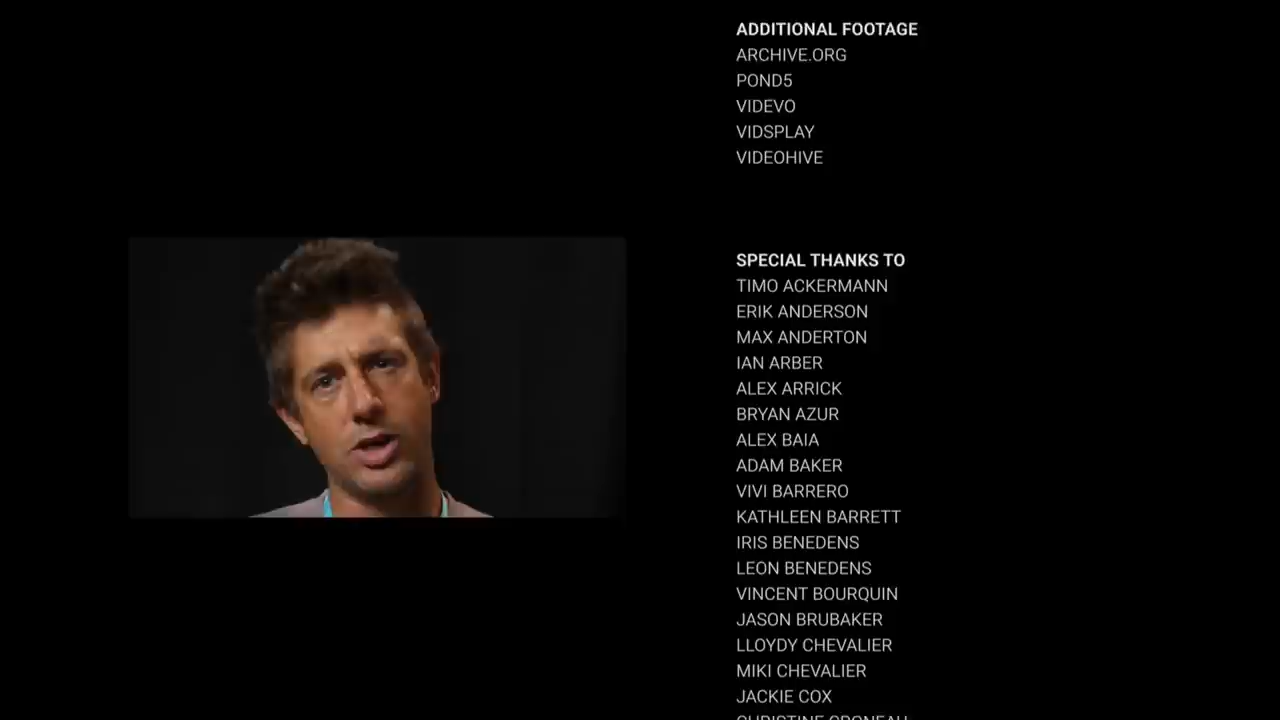 ADDITIONAL FOOTAGE
ARCHIVE.ORG
POND5
VIDEVO
VIDSPLAY
VIDEOHIVE
SPECIAL THANKS TO
TIMO ACKERMANN
ERIK ANDERSON
MAX ANDERTON
IAN ARBER
ALEX ARRICK
BRYAN AZUR
ALEX BAIA
ADAM BAKER
VIVI BARRERO
KATHLEEN BARRETT
IRIS BENEDENS
LEON BENEDENS
VINCENT BOURQUIN
JASON BRUBAKER
LLOYDY CHEVALIER
MIKI CHEVALIER
JACKIE COX